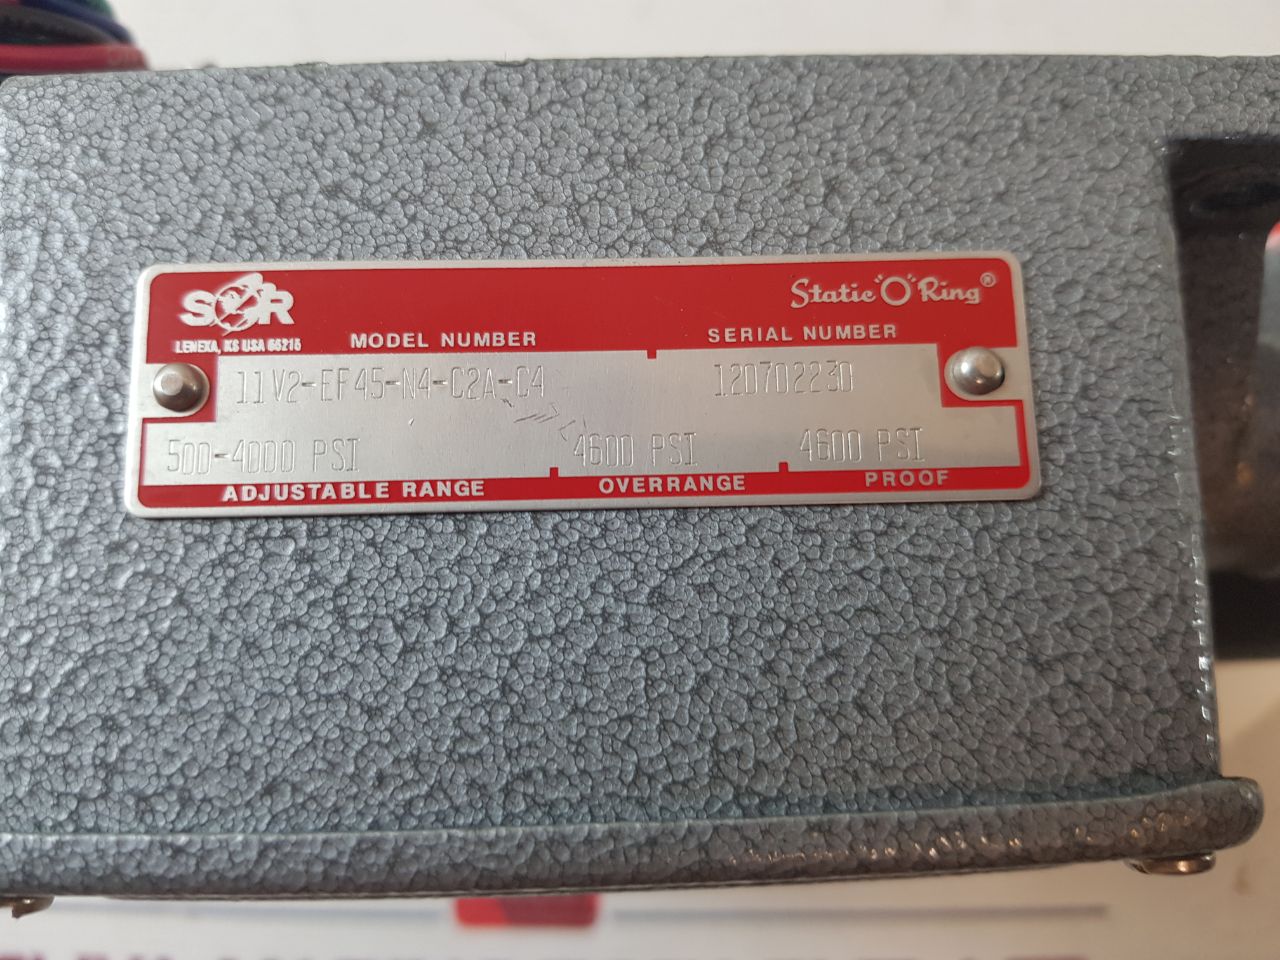 SOR
Static "O" Ring®
LENEXA, KS USA 66215
MODEL NUMBER
SERIAL NUMBER
11V2-EF45-N4-C2A-C4
120702230
500-4000 PSI
4600 PSI
4600 PSI
ADJUSTABLE RANGE
OVERRANGE
PROOF